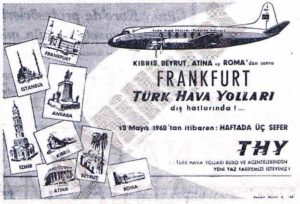 KIBRIS, BEYRUT, ATİNA ve ROMA'dan sonra
FRANKFURT
TÜRK HAVA YOLLARI
dış hatlarında!...
10 Mayıs 1960'tan itibaren: HAFTADA ÜÇ SEFER
THY
TÜRK HAVA YOLLARI BÜRO VE ACENTELERİNDEN
YENİ YAZ TARİFEMİZİ İSTEYİNİZ!
FRANKFURT
İSTANBUL
ANKARA
İZMİR
ATİNA
BEYRUT
ROMA